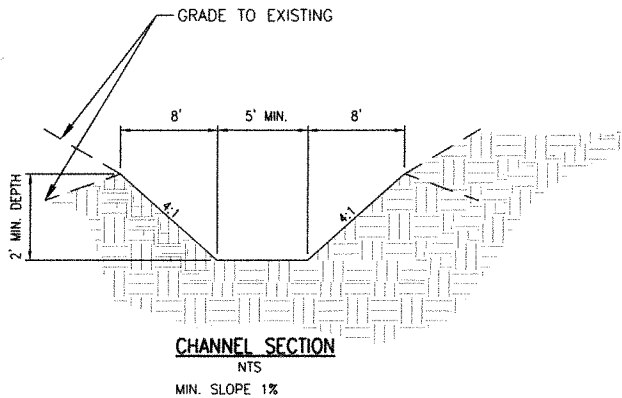 GRADE TO EXISTING
8'
5' MIN.
8'
2' MIN. DEPTH
4:1
4:1
CHANNEL SECTION
NTS
MIN. SLOPE 1%